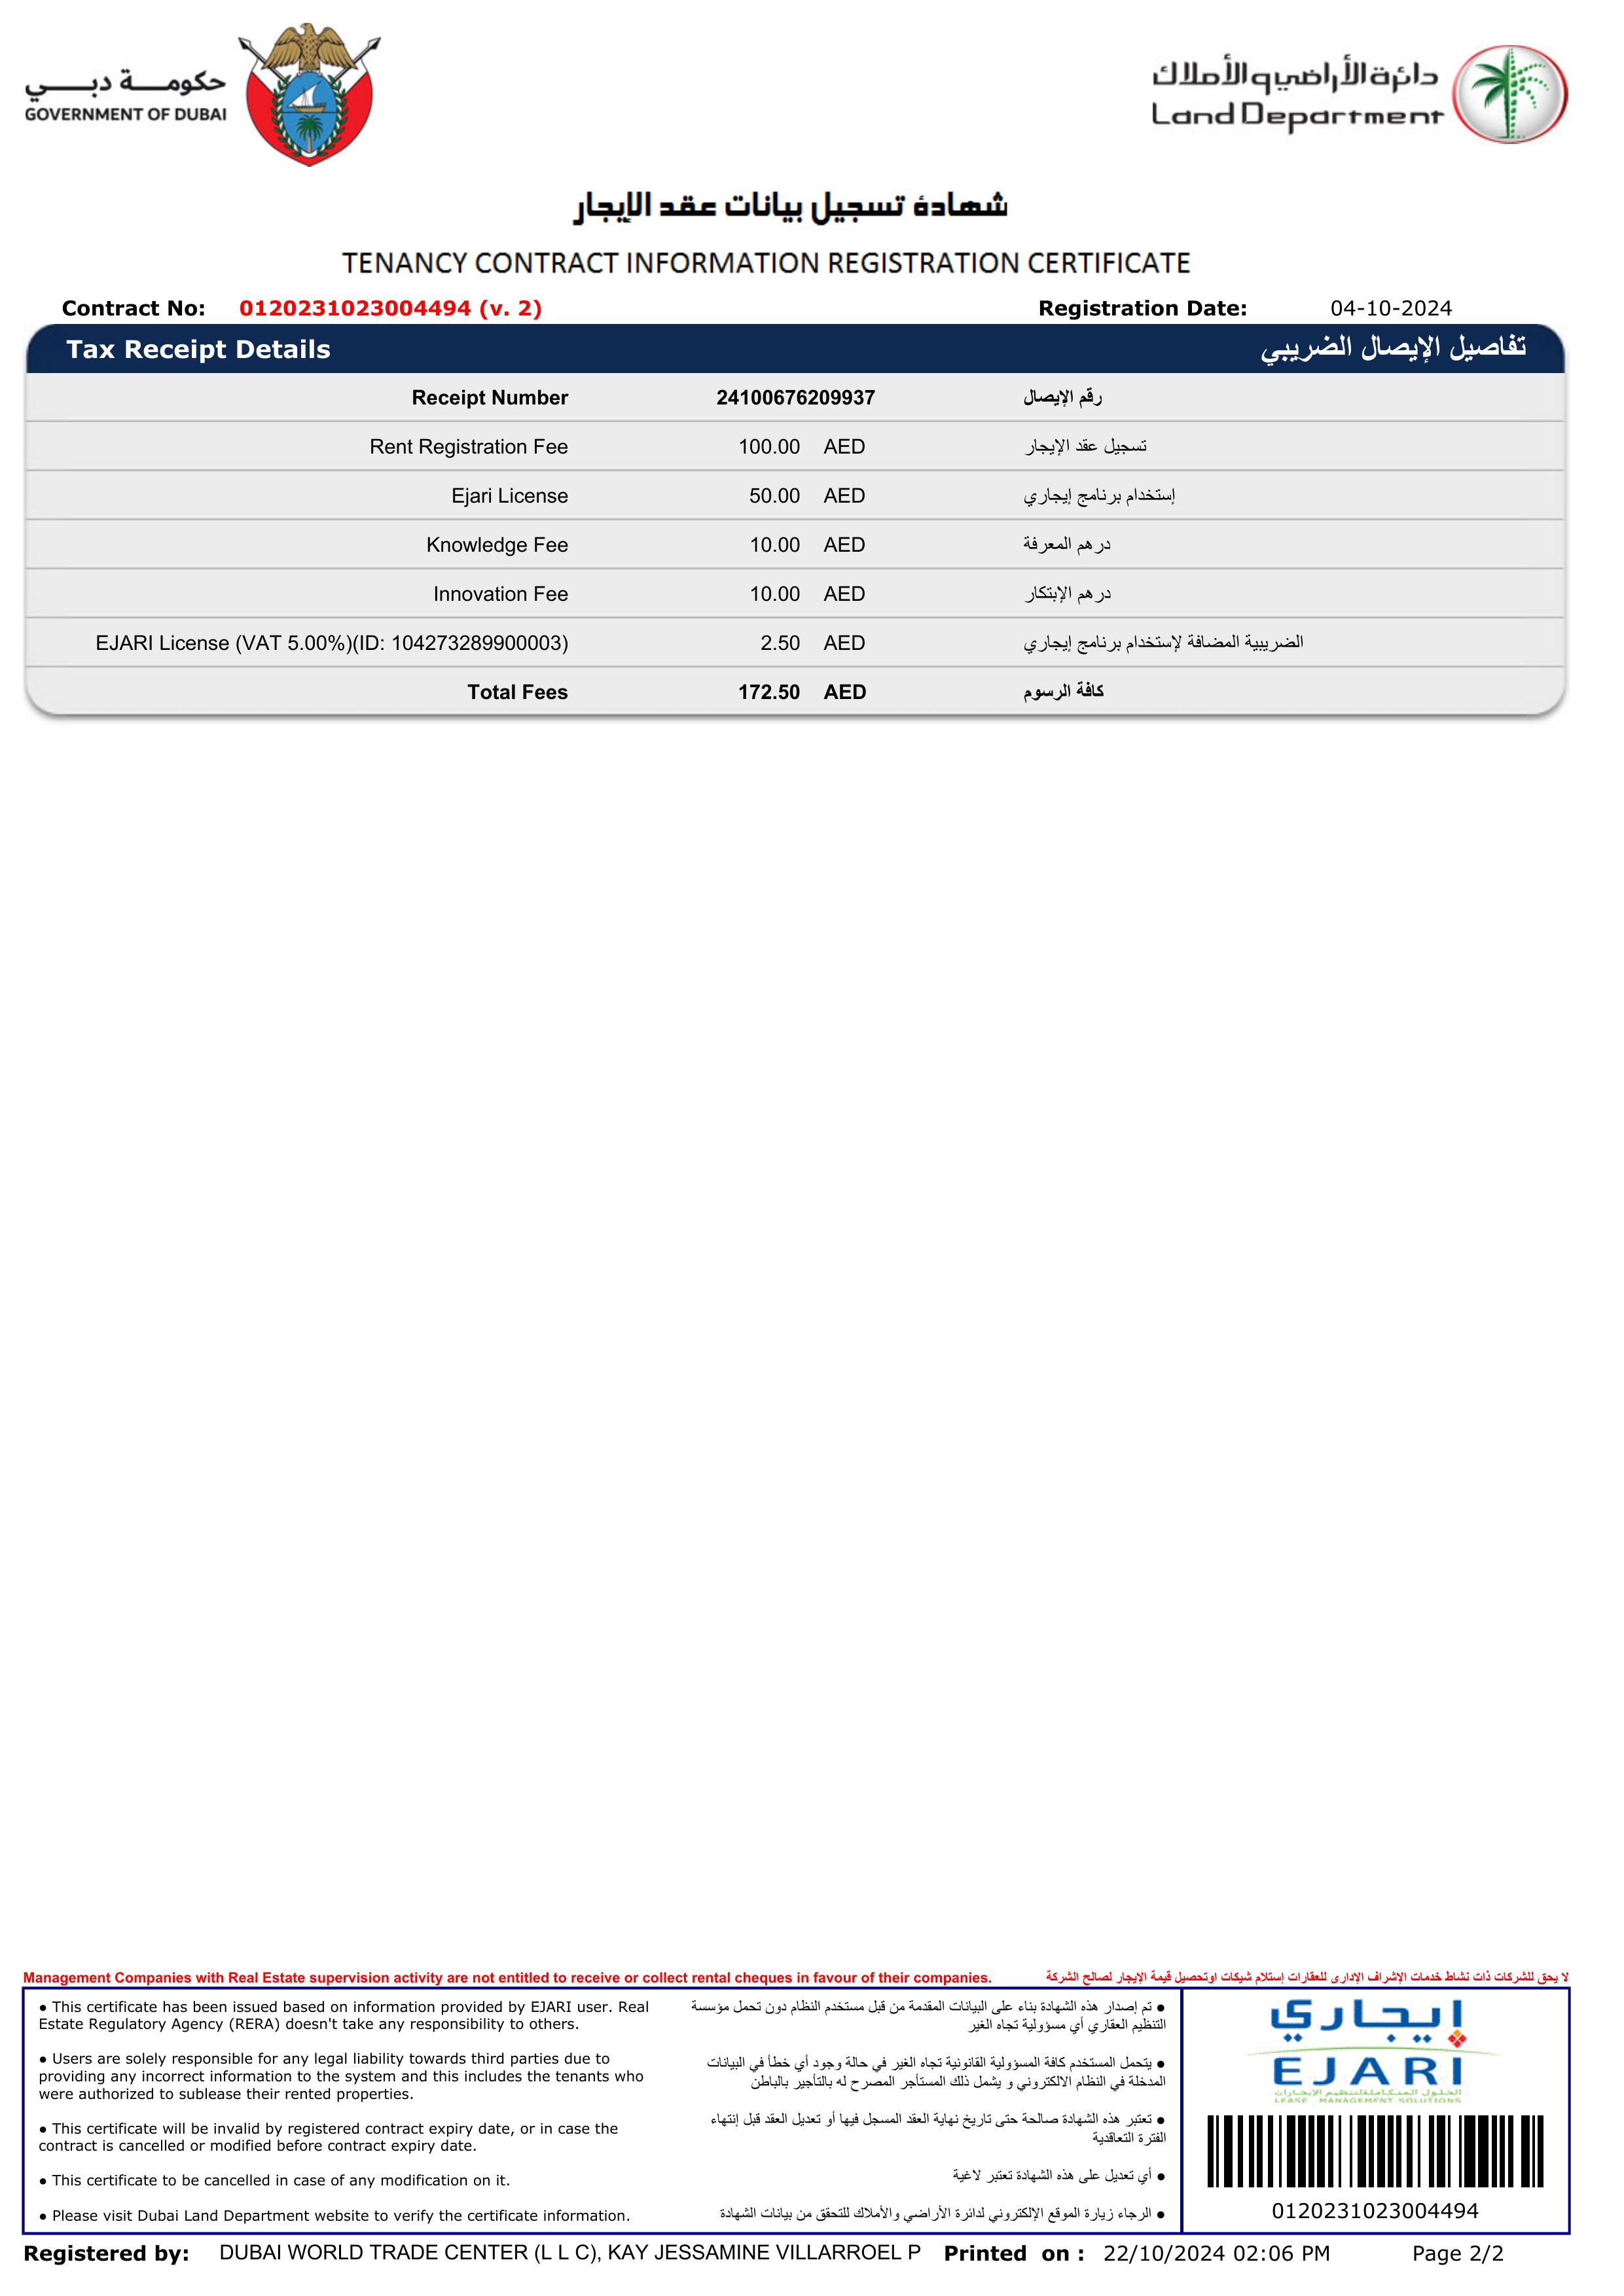 حكومة دبي
GOVERNMENT OF DUBAI
دائرة الأراضي والأملاك
Land Department
شهادة تسجيل بيانات عقد الإيجار
TENANCY CONTRACT INFORMATION REGISTRATION CERTIFICATE
Contract No: 0120231023004494 (v. 2) Registration Date: 04-10-2024
Tax Receipt Details تفاصيل الإيصال الضريبي
Receipt Number 24100676209937 رقم الإيصال
Rent Registration Fee 100.00 AED تسجيل عقد الإيجار
Ejari License 50.00 AED إستخدام برنامج إيجاري
Knowledge Fee 10.00 AED درهم المعرفة
Innovation Fee 10.00 AED درهم الإبتكار
EJARI License (VAT 5.00%)(ID: 104273289900003) 2.50 AED الضريبية المضافة لإستخدام برنامج إيجاري
Total Fees 172.50 AED كافة الرسوم
Management Companies with Real Estate supervision activity are not entitled to receive or collect rental cheques in favour of their companies. لا يحق للشركات ذات نشاط خدمات الإشراف الإدارى للعقارات إستلام شيكات اوتحصيل قيمة الإيجار لصالح الشركة
● This certificate has been issued based on information provided by EJARI user. Real
Estate Regulatory Agency (RERA) doesn't take any responsibility to others.
● Users are solely responsible for any legal liability towards third parties due to
providing any incorrect information to the system and this includes the tenants who
were authorized to sublease their rented properties.
● This certificate will be invalid by registered contract expiry date, or in case the
contract is cancelled or modified before contract expiry date.
● This certificate to be cancelled in case of any modification on it.
● Please visit Dubai Land Department website to verify the certificate information.
● تم إصدار هذه الشهادة بناء على البيانات المقدمة من قبل مستخدم النظام دون تحمل مؤسسة
التنظيم العقاري أي مسؤولية تجاه الغير
● يتحمل المستخدم كافة المسؤولية القانونية تجاه الغير في حالة وجود أي خطأ في البيانات
المدخلة في النظام الالكتروني و يشمل ذلك المستأجر المصرح له بالتأجير بالباطن
● تعتبر هذه الشهادة صالحة حتى تاريخ نهاية العقد المسجل فيها أو تعديل العقد قبل إنتهاء
الفترة التعاقدية
● أي تعديل على هذه الشهادة تعتبر لاغية
● الرجاء زيارة الموقع الإلكتروني لدائرة الأراضي والأملاك للتحقق من بيانات الشهادة
إيجاري
EJARI
الحلول المتكاملة لتنظيم الإيجارات
LEASE MANAGEMENT SOLUTIONS
0120231023004494
Registered by: DUBAI WORLD TRADE CENTER (L L C), KAY JESSAMINE VILLARROEL P Printed on : 22/10/2024 02:06 PM Page 2/2